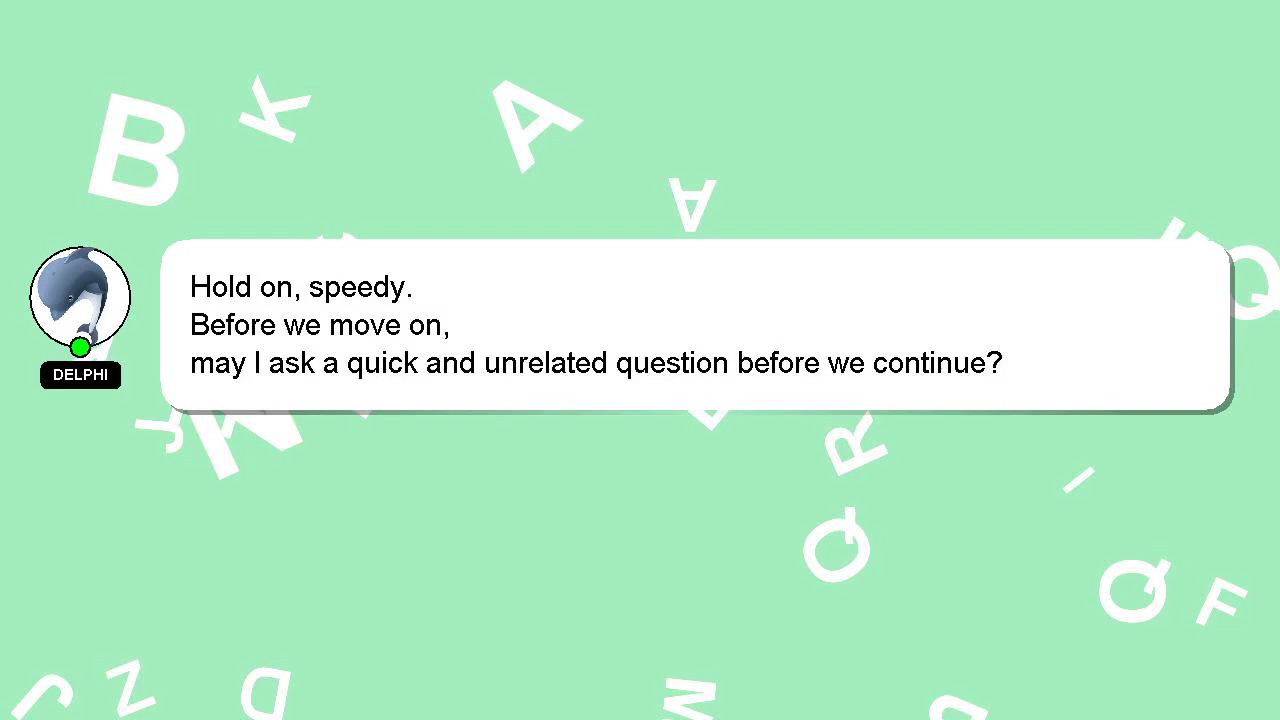 B K A
A
Q
DELPHI
Hold on, speedy.
Before we move on,
may I ask a quick and unrelated question before we continue?
R
I
Q
Q F
J Z D M